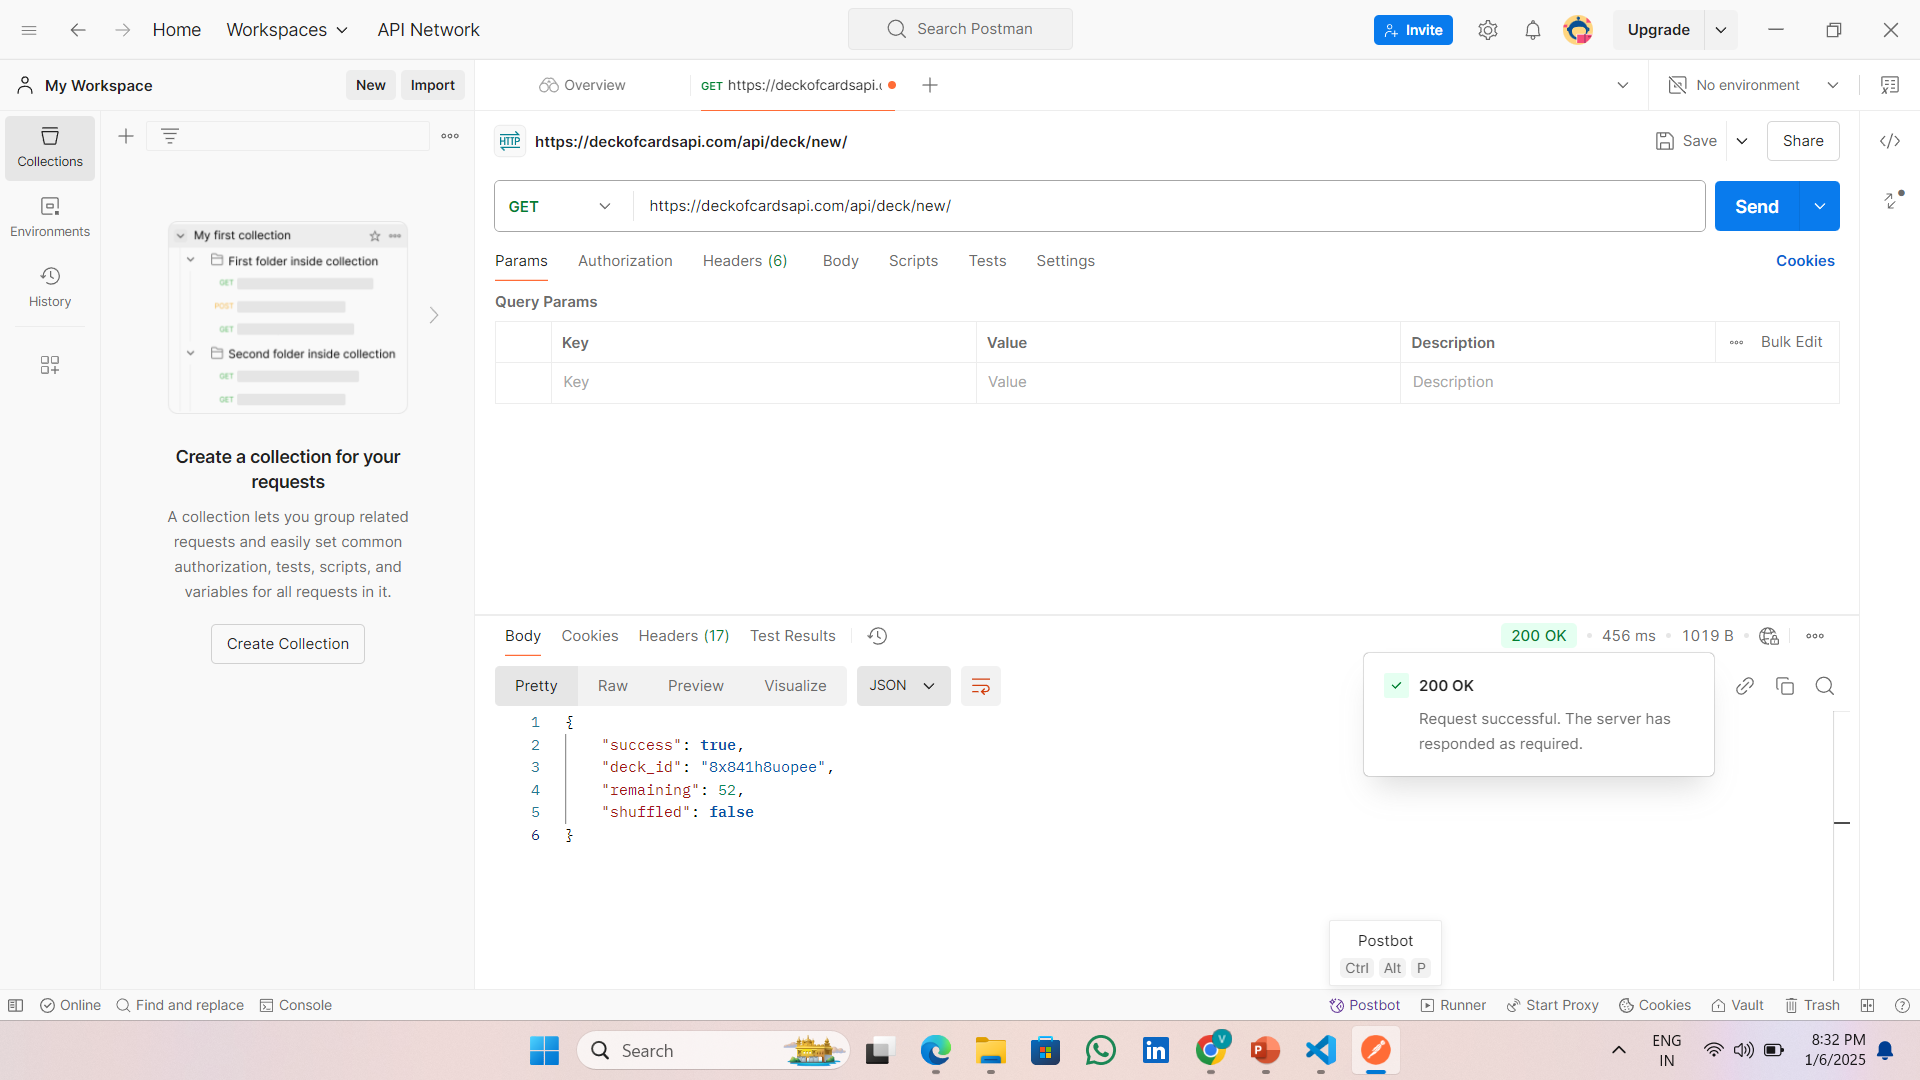 Home Workspaces API Network
Search Postman
Invite
Upgrade
My Workspace
New Import
Overview
GET https://deckofcardsapi.c
No environment
Collections
Environments
History
My first collection
First folder inside collection
GET
POST
GET
Second folder inside collection
GET
GET
Create a collection for your
requests
A collection lets you group related
requests and easily set common
authorization, tests, scripts, and
variables for all requests in it.
Create Collection
HTTP https://deckofcardsapi.com/api/deck/new/
Save Share
GET https://deckofcardsapi.com/api/deck/new/
Send
Params Authorization Headers (6) Body Scripts Tests Settings Cookies
Query Params
Key Value Description Bulk Edit
Key Value Description
Body Cookies Headers (17) Test Results
200 OK 456 ms 1019 B
Pretty Raw Preview Visualize JSON
200 OK
Request successful. The server has
responded as required.
1 {
2 "success": true,
3 "deck_id": "8x841h8uopee",
4 "remaining": 52,
5 "shuffled": false
6 }
Postbot
Ctrl Alt P
Online Find and replace Console
Postbot Runner Start Proxy Cookies Vault Trash
Search
V
P
in
ENG
IN
8:32 PM
1/6/2025